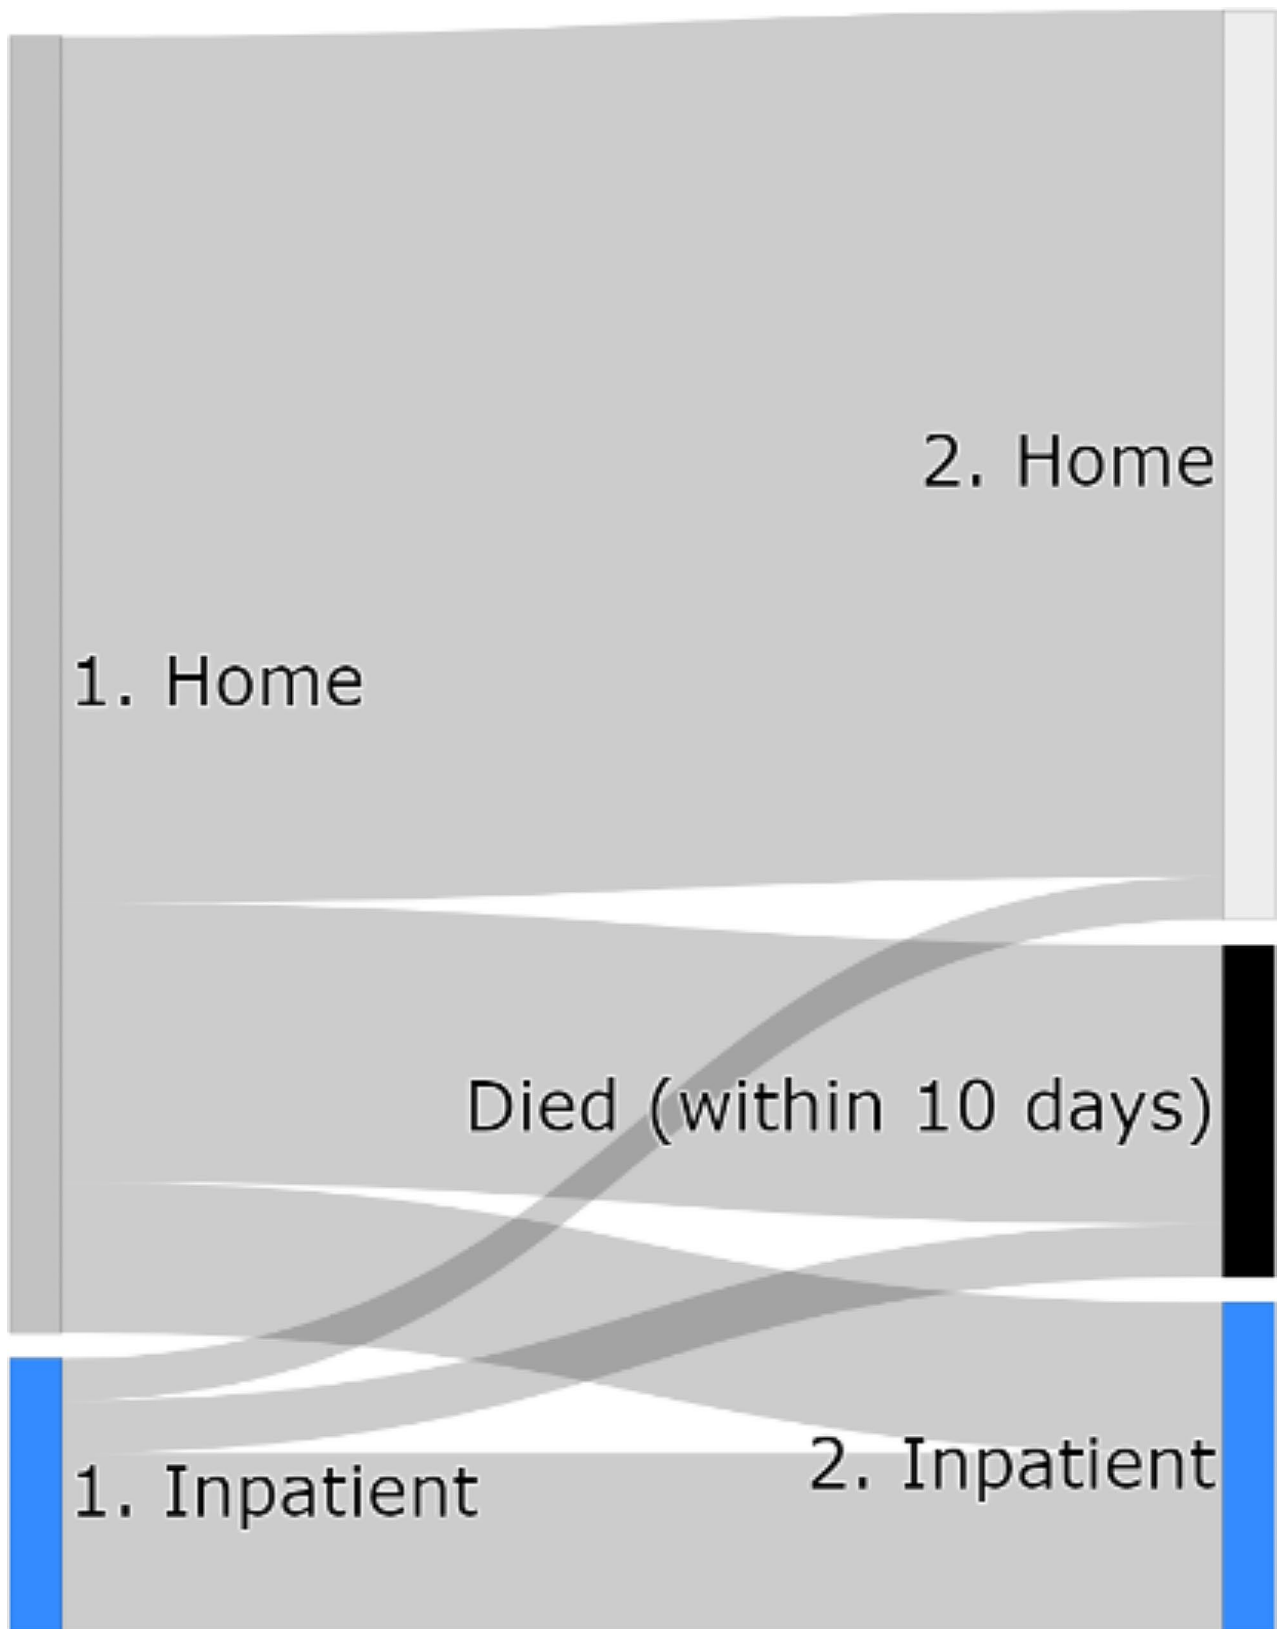 2. Home
1. Home
Died (within 10 days)
2. Inpatient
1. Inpatient